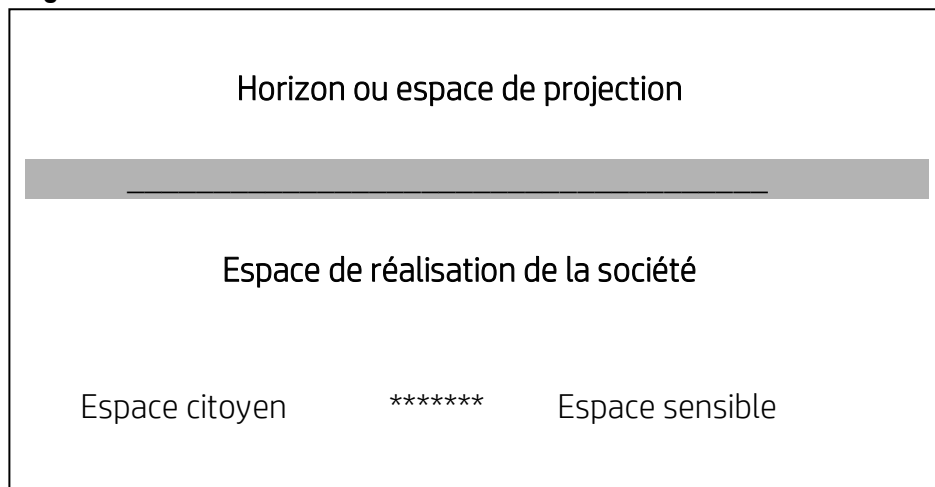 Horizon ou espace de projection
Espace de réalisation de la société
Espace citoyen ******* Espace sensible